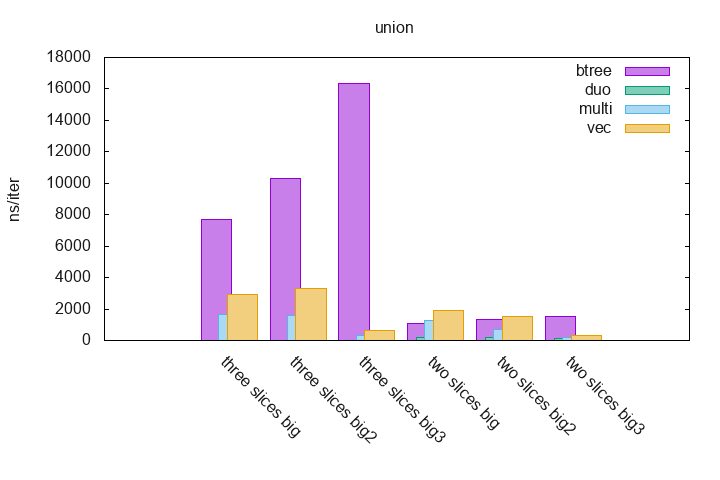 union
ns/iter
18000
16000
14000
12000
10000
8000
6000
4000
2000
0
btree
duo
multi
vec
three slices big
three slices big2
three slices big3
two slices big
two slices big2
two slices big3